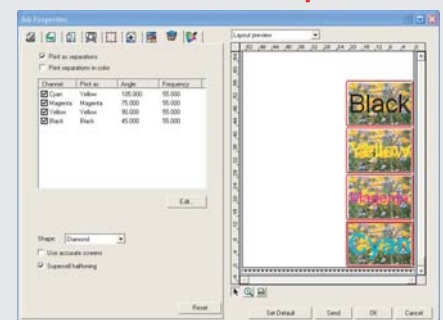 Job Properties
Layout preview
Print as separations
Print separations in color
Channel Print as Angle Frequency
Cyan Yellow 105.000 55.000
Magenta Magenta 75.000 55.000
Yellow Yellow 90.000 55.000
Black Black 45.000 55.000
Edit...
Shape: Diamond
Use accurate screens
Supercell halftoning
Reset
Black
Yellow
Magenta
Cyan
Set Default Send OK Cancel